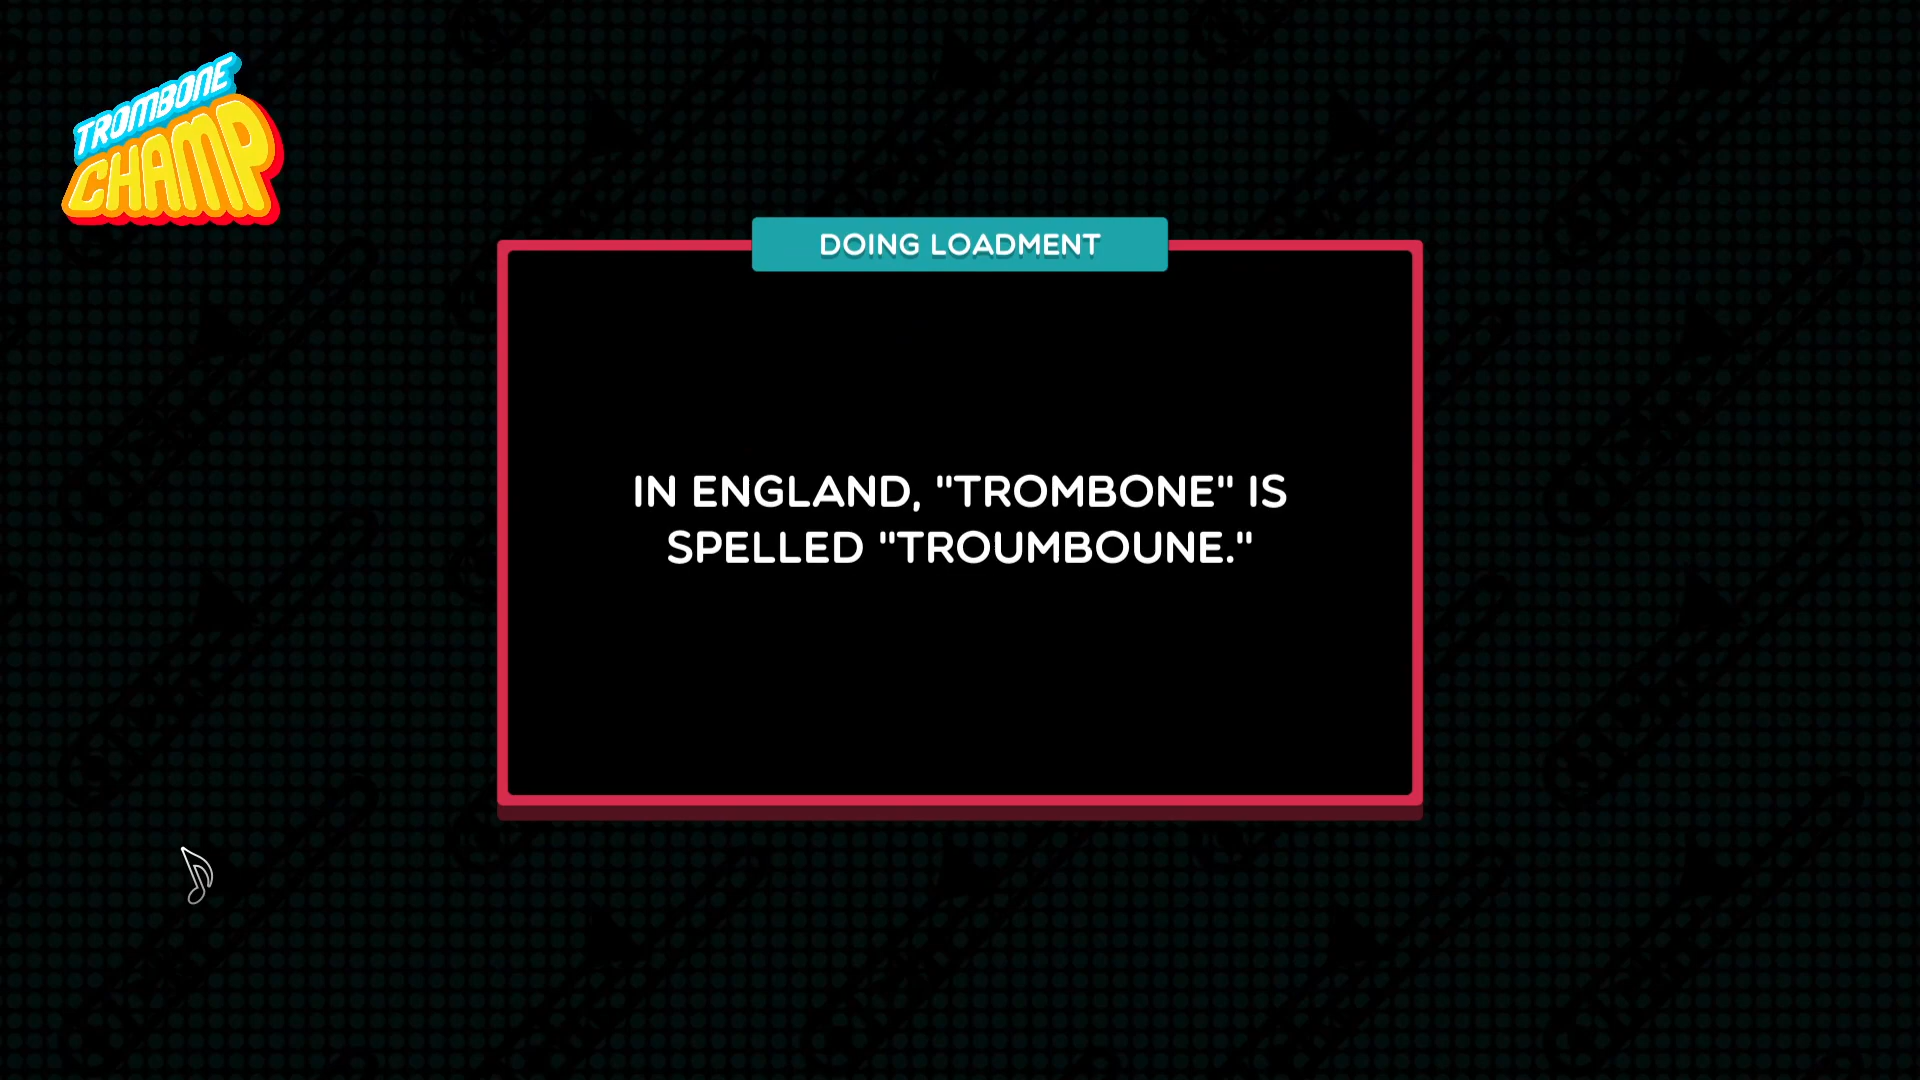 TROMBONE
CHAMP
DOING LOADMENT
IN ENGLAND, "TROMBONE" IS
SPELLED "TROUMBOUNE."